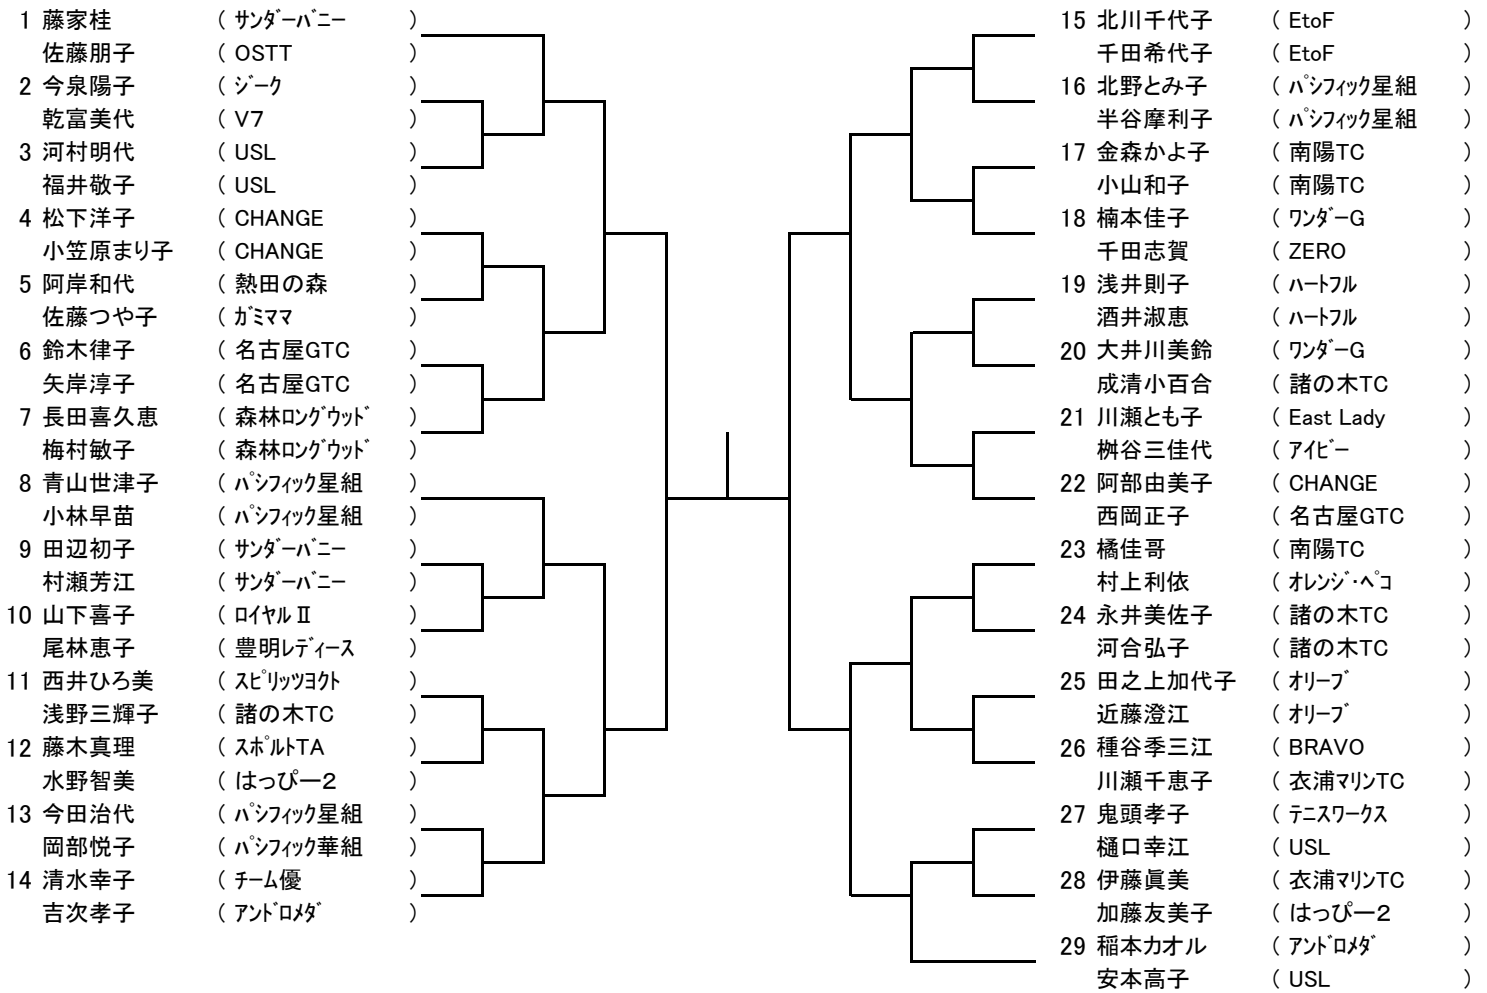 1 藤家桂 ( ｻﾝﾀﾞｰﾊﾞﾆｰ )
佐藤朋子 ( OSTT )
2 今泉陽子 ( ｼﾞｰｸ )
乾富美代 ( V7 )
3 河村明代 ( USL )
福井敬子 ( USL )
4 松下洋子 ( CHANGE )
小笠原まり子 ( CHANGE )
5 阿岸和代 ( 熱田の森 )
佐藤つや子 ( ｶﾞﾐﾏﾏ )
6 鈴木律子 ( 名古屋GTC )
矢岸淳子 ( 名古屋GTC )
7 長田喜久恵 ( 森林ﾛﾝｸﾞｳｯﾄﾞ )
梅村敏子 ( 森林ﾛﾝｸﾞｳｯﾄﾞ )
8 青山世津子 ( ﾊﾟｼﾌｨｯｸ星組 )
小林早苗 ( ﾊﾟｼﾌｨｯｸ星組 )
9 田辺初子 ( ｻﾝﾀﾞｰﾊﾞﾆｰ )
村瀬芳江 ( ｻﾝﾀﾞｰﾊﾞﾆｰ )
10 山下喜子 ( ﾛｲﾔﾙⅡ )
尾林恵子 ( 豊明ﾚﾃﾞｨｰｽ )
11 西井ひろ美 ( ｽﾋﾟﾘｯﾂﾖｸﾄ )
浅野三輝子 ( 諸の木TC )
12 藤木真理 ( ｽﾎﾟﾙﾄTA )
水野智美 ( はっぴー2 )
13 今田治代 ( ﾊﾟｼﾌｨｯｸ星組 )
岡部悦子 ( ﾊﾟｼﾌｨｯｸ華組 )
14 清水幸子 ( ﾁｰﾑ優 )
吉次孝子 ( ｱﾝﾄﾞﾛﾒﾀﾞ )
15 北川千代子 ( EtoF )
千田希代子 ( EtoF )
16 北野とみ子 ( ﾊﾟｼﾌｨｯｸ星組 )
半谷摩利子 ( ﾊﾟｼﾌｨｯｸ星組 )
17 金森かよ子 ( 南陽TC )
小山和子 ( 南陽TC )
18 楠本佳子 ( ﾜﾝﾀﾞｰG )
千田志賀 ( ZERO )
19 浅井則子 ( ﾊｰﾄﾌﾙ )
酒井淑恵 ( ﾊｰﾄﾌﾙ )
20 大井川美鈴 ( ﾜﾝﾀﾞｰG )
成清小百合 ( 諸の木TC )
21 川瀬とも子 ( East Lady )
桝谷三佳代 ( ｱｲﾋﾞｰ )
22 阿部由美子 ( CHANGE )
西岡正子 ( 名古屋GTC )
23 橘佳哥 ( 南陽TC )
村上利依 ( ｵﾚﾝｼﾞ･ﾍﾟｺ )
24 永井美佐子 ( 諸の木TC )
河合弘子 ( 諸の木TC )
25 田之上加代子 ( ｵﾘｰﾌﾞ )
近藤澄江 ( ｵﾘｰﾌﾞ )
26 種谷季三江 ( BRAVO )
川瀬千恵子 ( 衣浦ﾏﾘﾝTC )
27 鬼頭孝子 ( ﾃﾆｽﾜｰｸｽ )
樋口幸江 ( USL )
28 伊藤眞美 ( 衣浦ﾏﾘﾝTC )
加藤友美子 ( はっぴー2 )
29 稲本カオル ( ｱﾝﾄﾞﾛﾒﾀﾞ )
安本高子 ( USL )